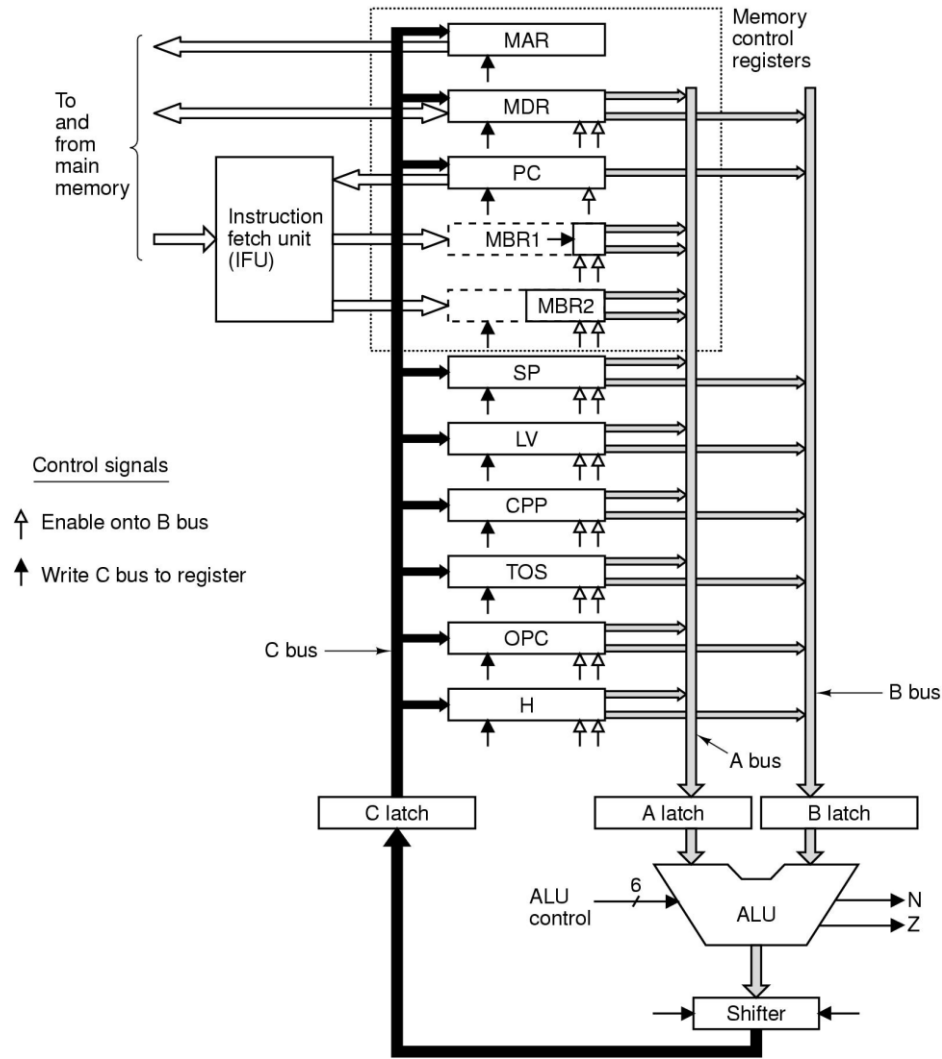 MAR
Memory
control
registers
To
and
from
main
memory
MDR
PC
Instruction
fetch unit
(IFU)
MBR1
MBR2
SP
LV
Control signals
CPP
Enable onto B bus
TOS
Write C bus to register
OPC
C bus
H
B bus
A bus
C latch
A latch
B latch
ALU
control
6
ALU
N
Z
Shifter